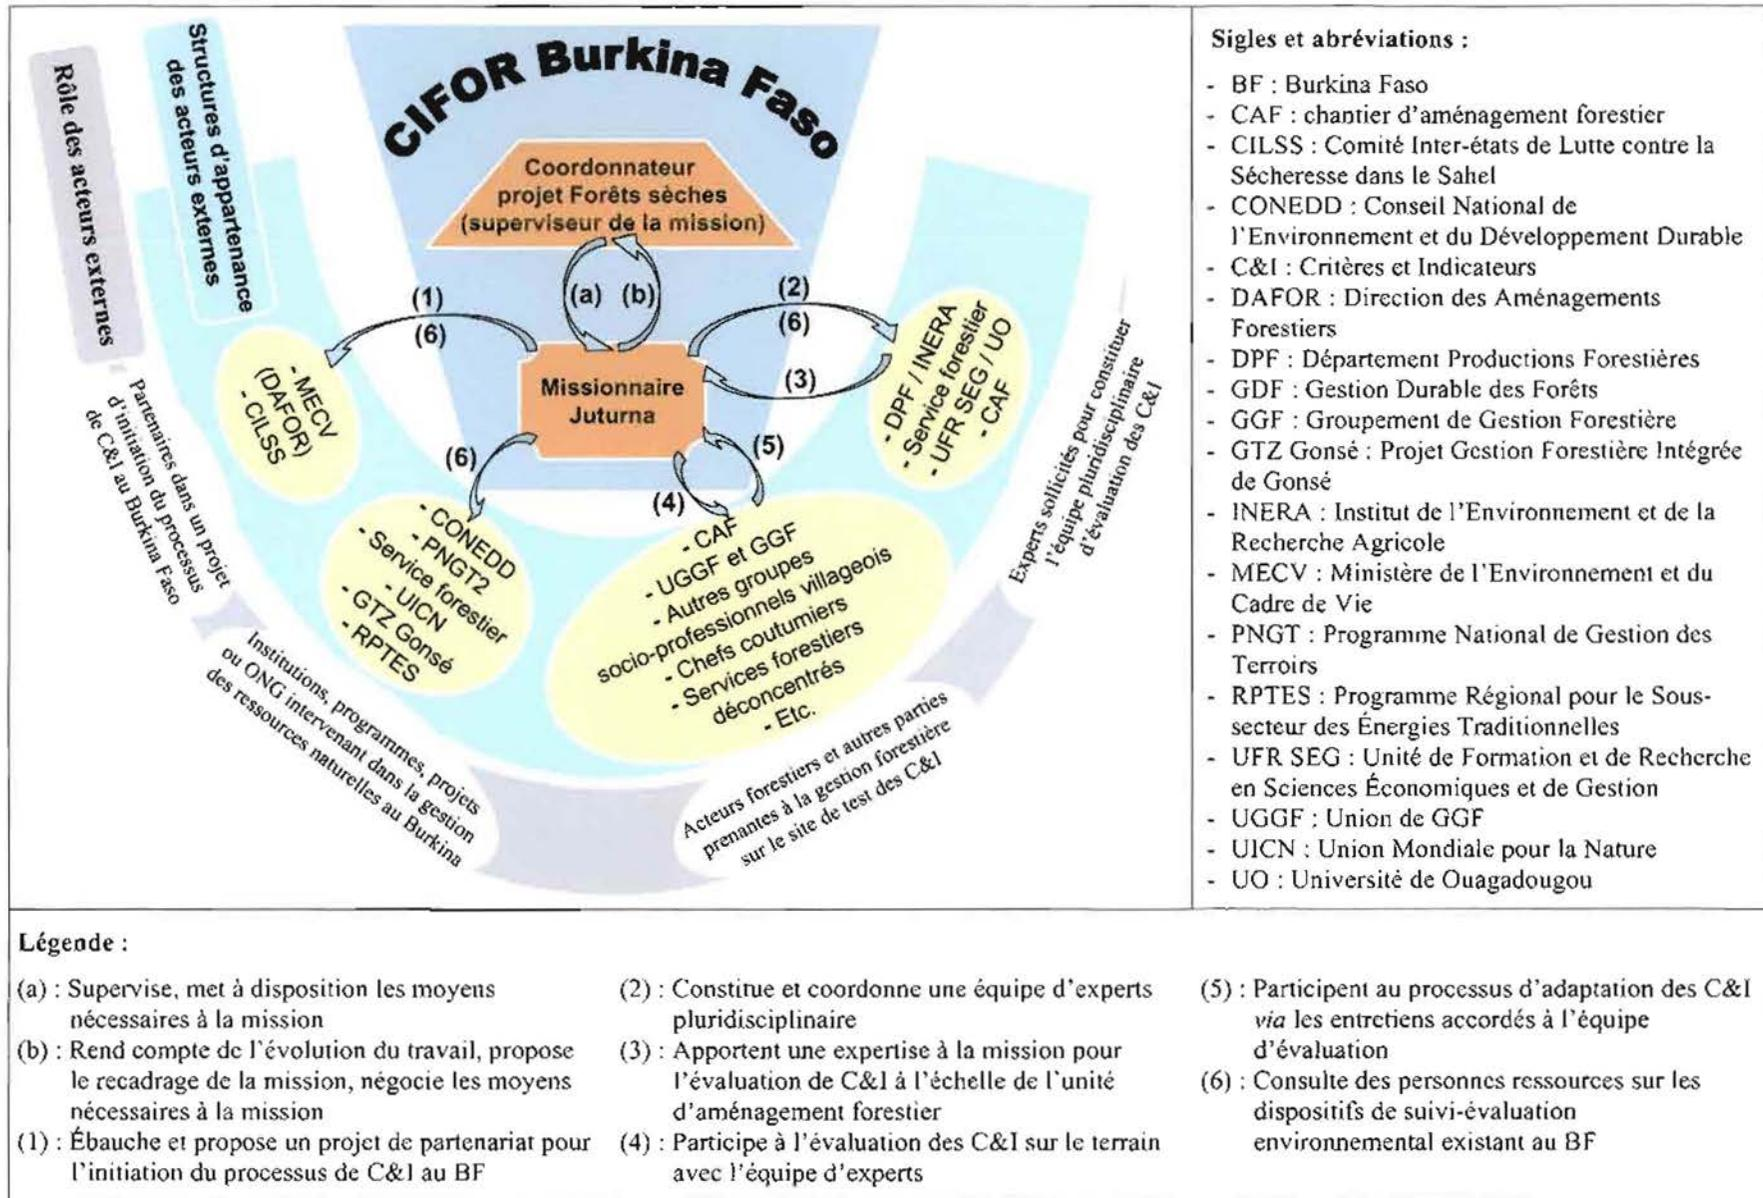 CIFOR Burkina Faso
Rôle des acteurs externes
Structures d'appartenance
des acteurs externes
Coordonnateur
projet Forêts sèches
(superviseur de la mission)
(a)
(b)
(1)
(6)
(2)
(6)
(3)
Missionnaire
Juturna
(6)
(5)
(4)
- MECV
(DAFOR)
- CILSS
- DPF / INERA
- Service forestier
- UFR SEG / UO
- CAF
- CONEDD
- PNGT2
- Service forestier
- UICN
- GTZ Gonsé
- RPTES
- CAF
- UGGF et GGF
- Autres groupes
socio-professionnels villageois
- Chefs coutumiers
- Services forestiers
déconcentrés
- Etc.
Partenaires dans un projet
d'initiation du processus
de C&I au Burkina Faso
Institutions, programmes, projets
ou ONG intervenant dans la gestion
des ressources naturelles au Burkina
Acteurs forestiers et autres parties
prenantes à la gestion forestière
sur le site de test des C&I
Experts sollicités pour constituer
l'équipe pluridisciplinaire
d'évaluation des C&I
Sigles et abréviations :
- BF : Burkina Faso
- CAF : chantier d'aménagement forestier
- CILSS : Comité Inter-états de Lutte contre la
Sécheresse dans le Sahel
- CONEDD : Conseil National de
l'Environnement et du Développement Durable
- C&I : Critères et Indicateurs
- DAFOR : Direction des Aménagements
Forestiers
- DPF : Département Productions Forestières
- GDF : Gestion Durable des Forêts
- GGF : Groupement de Gestion Forestière
- GTZ Gonsé : Projet Gestion Forestière Intégrée
de Gonsé
- INERA : Institut de l'Environnement et de la
Recherche Agricole
- MECV : Ministère de l'Environnement et du
Cadre de Vie
- PNGT : Programme National de Gestion des
Terroirs
- RPTES : Programme Régional pour le Sous-
secteur des Énergies Traditionnelles
- UFR SEG : Unité de Formation et de Recherche
en Sciences Économiques et de Gestion
- UGGF : Union de GGF
- UICN : Union Mondiale pour la Nature
- UO : Université de Ouagadougou
Légende :
(a) : Supervise, met à disposition les moyens
nécessaires à la mission
(b) : Rend compte de l'évolution du travail, propose
le recadrage de la mission, négocie les moyens
nécessaires à la mission
(1) : Ébauche et propose un projet de partenariat pour
l'initiation du processus de C&I au BF
(2) : Constitue et coordonne une équipe d'experts
pluridisciplinaire
(3) : Apportent une expertise à la mission pour
l'évaluation de C&I à l'échelle de l'unité
d'aménagement forestier
(4) : Participe à l'évaluation des C&I sur le terrain
avec l'équipe d'experts
(5) : Participent au processus d'adaptation des C&I
via les entretiens accordés à l'équipe
d'évaluation
(6) : Consulte des personnes ressources sur les
dispositifs de suivi-évaluation
environnemental existant au BF